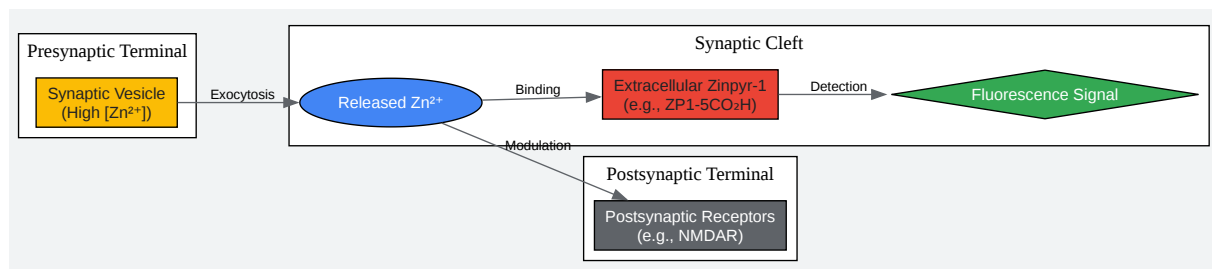 Presynaptic Terminal
Synaptic Vesicle
(High [Zn²⁺])
Exocytosis
Synaptic Cleft
Released Zn²⁺
Binding
Extracellular Zinpyr-1
(e.g., ZP1-5CO₂H)
Detection
Fluorescence Signal
Modulation
Postsynaptic Terminal
Postsynaptic Receptors
(e.g., NMDAR)